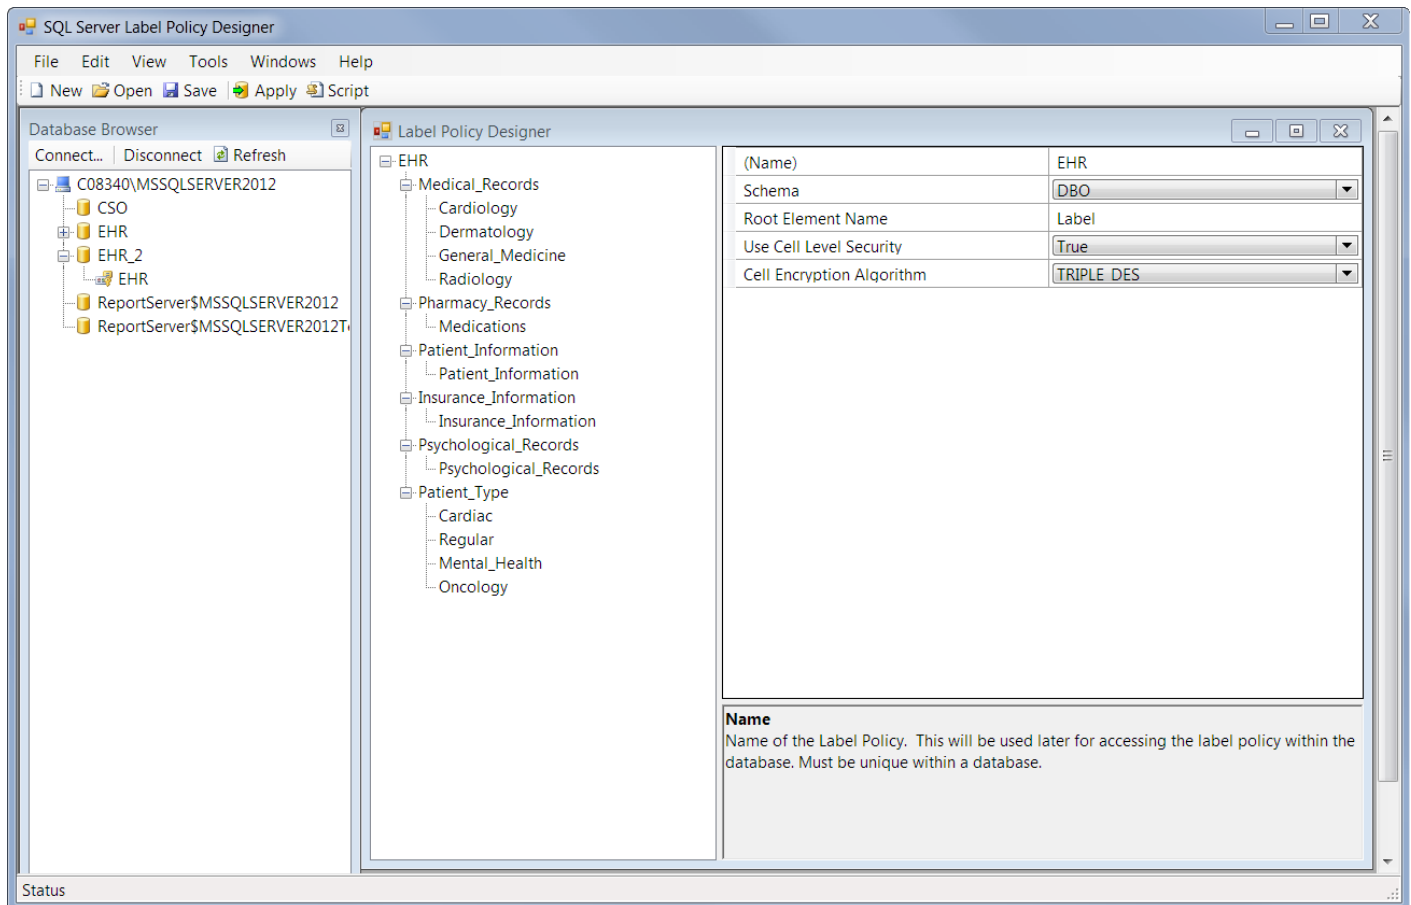 SQL Server Label Policy Designer
File Edit View Tools Windows Help
New Open Save Apply Script
Database Browser
Connect... Disconnect Refresh
C08340\MSSQLSERVER2012
CSO
EHR
EHR_2
EHR
ReportServer$MSSQLSERVER2012
ReportServer$MSSQLSERVER2012T
Label Policy Designer
EHR
Medical_Records
Cardiology
Dermatology
General_Medicine
Radiology
Pharmacy_Records
Medications
Patient_Information
Patient_Information
Insurance_Information
Insurance_Information
Psychological_Records
Psychological_Records
Patient_Type
Cardiac
Regular
Mental_Health
Oncology
(Name) EHR
Schema DBO
Root Element Name Label
Use Cell Level Security True
Cell Encryption Algorithm TRIPLE_DES
Name
Name of the Label Policy. This will be used later for accessing the label policy within the
database. Must be unique within a database.
Status